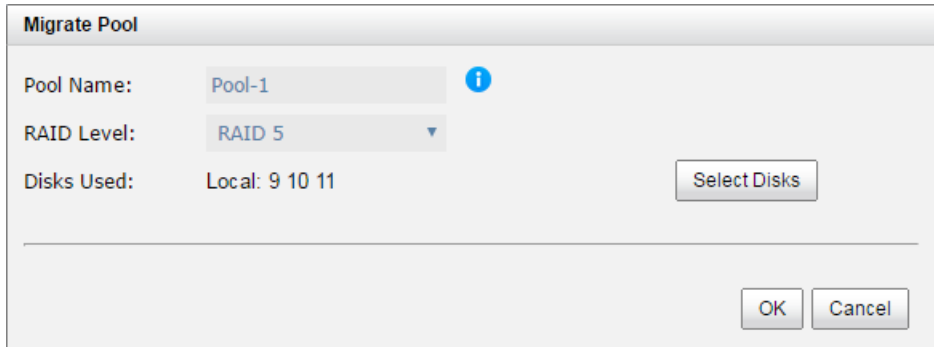 Migrate Pool
Pool Name: Pool-1 i
RAID Level: RAID 5
Disks Used: Local: 9 10 11 Select Disks
OK Cancel